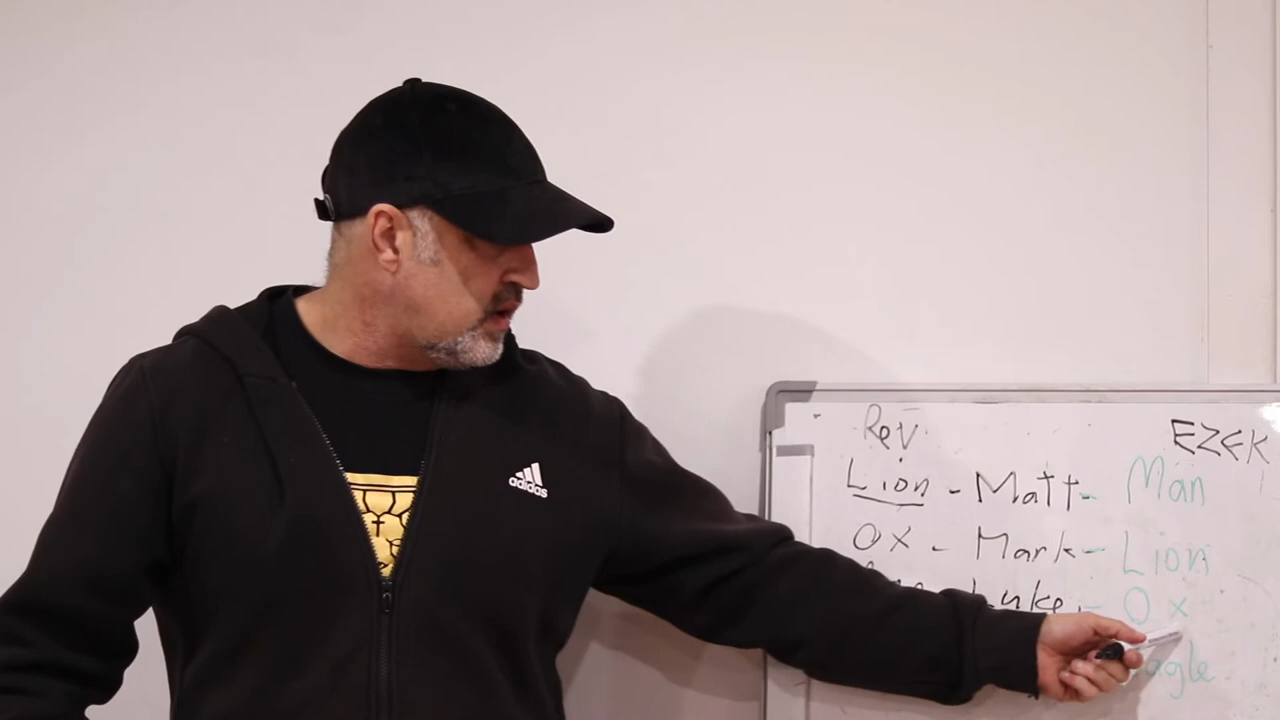 adidas
Rev EZEK
Lion - Matt - Man
OX - Mark - Lion
Luke - Ox